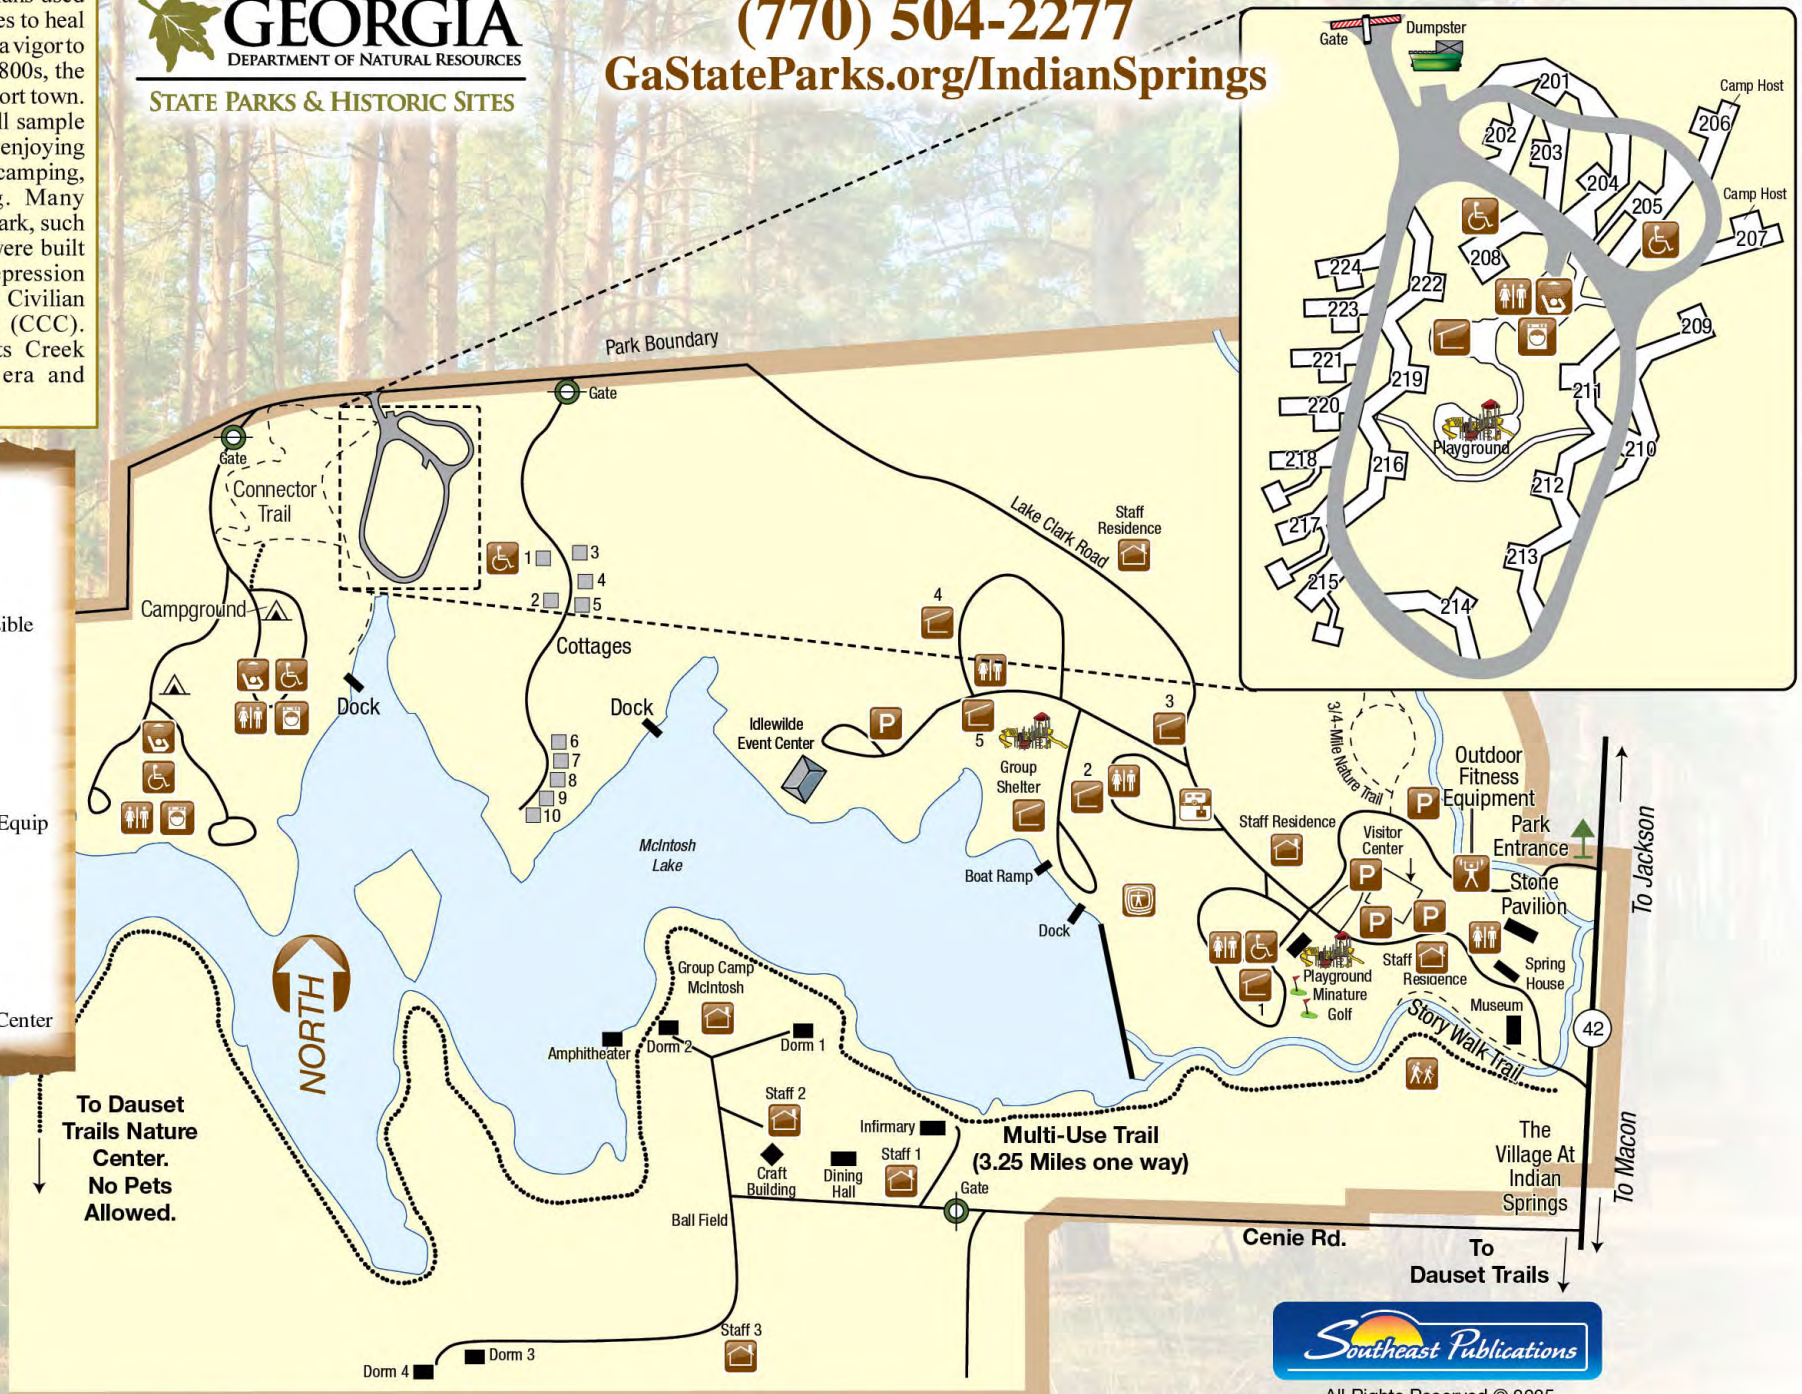 es to heal
a vigor to
800s, the
ort town.
ll sample
enjoying
camping,
g. Many
ark, such
vere built
pression
Civilian
(CCC).
ts Creek
era and
GEORGIA
DEPARTMENT OF NATURAL RESOURCES
STATE PARKS & HISTORIC SITES
(770) 504-2277
GaStateParks.org/IndianSprings
Gate
Dumpster
201
Camp Host
202
203
206
204
205
Camp Host
207
208
224
222
223
209
221
219
211
220
Playground
210
218
216
212
217
213
215
214
Park Boundary
Gate
Gate
Connector
Trail
Lake Clark Road
Staff
Residence
1
3
4
2
5
Campground
Cottages
4
Dock
Dock
Idlewilde
Event Center
P
5
3
Group
Shelter
2
6
7
8
9
10
McIntosh
Lake
Boat Ramp
Dock
3/4-Mile Nature Trail
P
Outdoor
Fitness
Equipment
Park
Entrance
To Jackson
Staff Residence
Visitor
Center
P
P
P
Stone
Pavilion
Staff
Residence
Spring
House
Playground
Minature
Golf
1
Museum
Story Walk Trail
42
ible
Equip
Center
NORTH
Group Camp
McIntosh
Amphitheater
Dorm 2
Dorm 1
Staff 2
Infirmary
Staff 1
Craft
Building
Dining
Hall
Multi-Use Trail
(3.25 Miles one way)
Gate
Ball Field
The
Village At
Indian
Springs
To Macon
Cenie Rd.
To
Dauset Trails
To Dauset
Trails Nature
Center.
No Pets
Allowed.
Staff 3
Dorm 3
Dorm 4
Southeast Publications